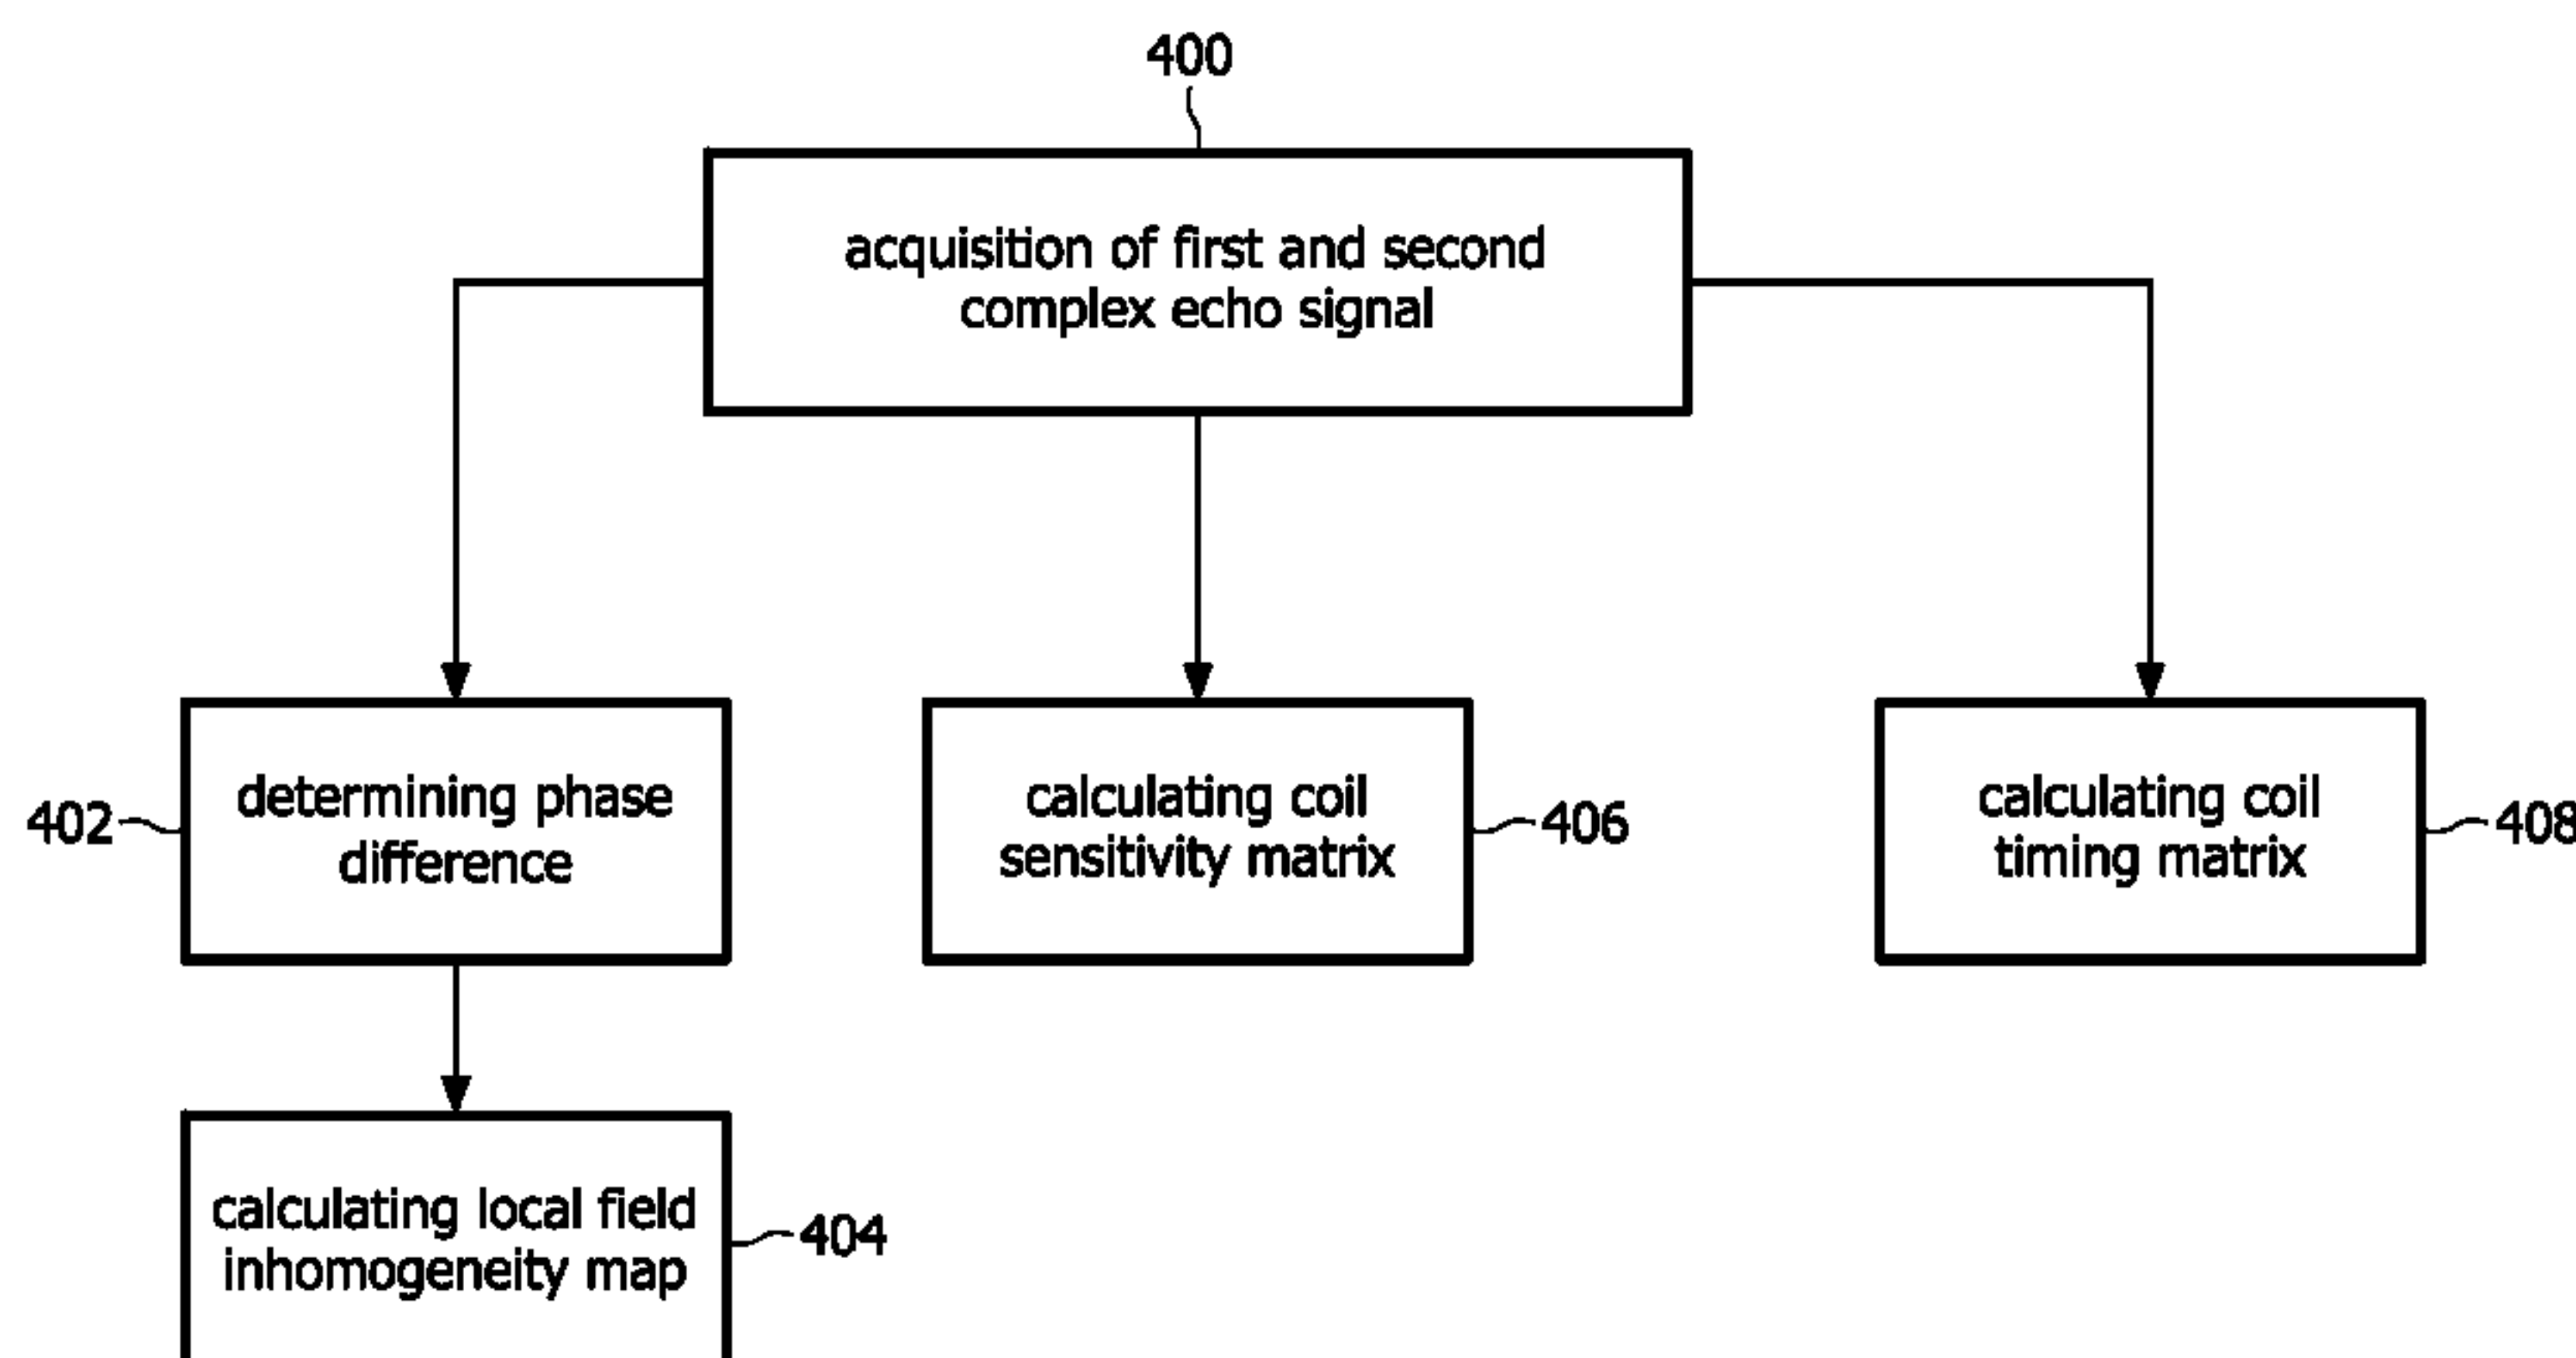 400
acquisition of first and second
complex echo signal
402
determining phase
difference
calculating coil
sensitivity matrix
406
calculating coil
timing matrix
408
calculating local field
inhomogeneity map
404